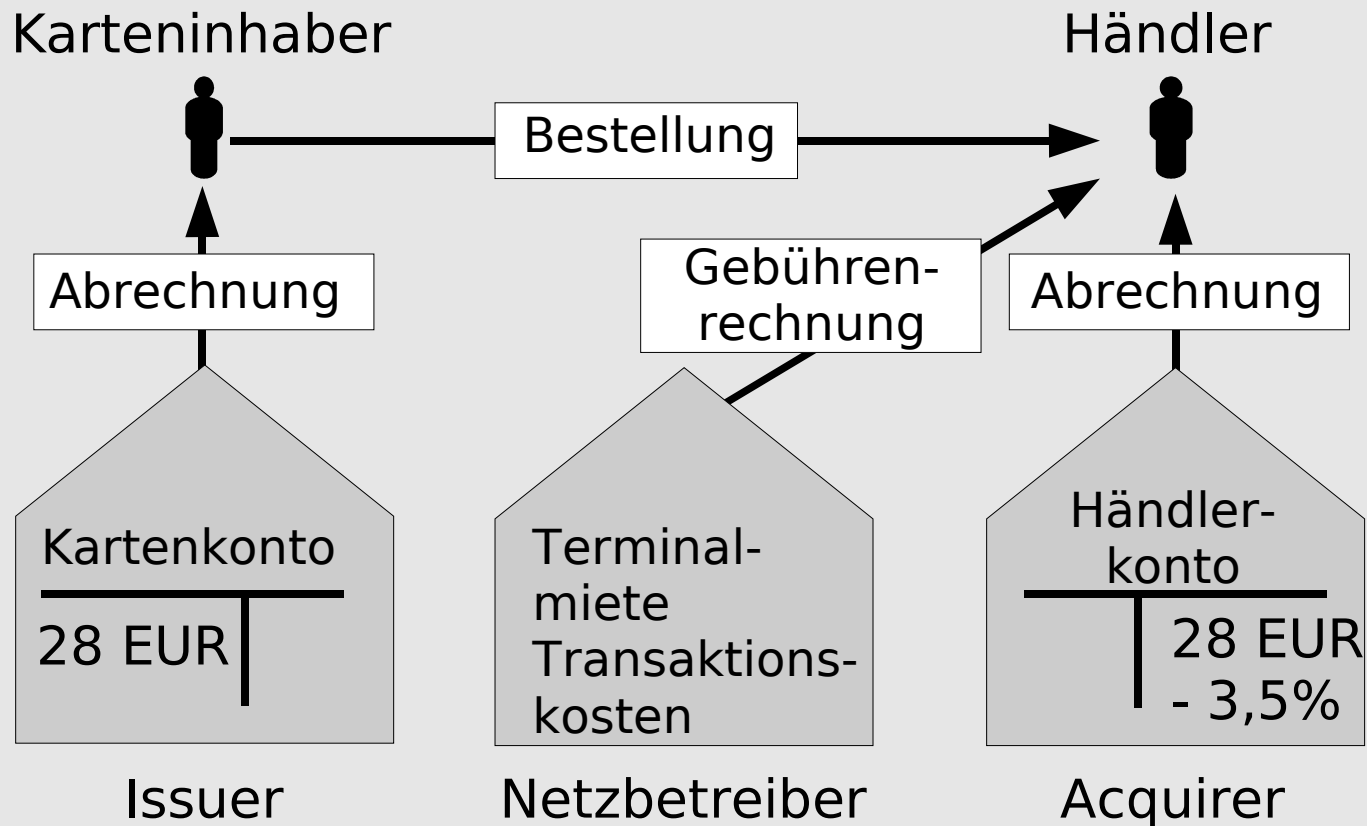 Karteninhaber
Händler
Bestellung
Abrechnung
Gebühren-
rechnung
Abrechnung
Kartenkonto
28 EUR
Terminal-
miete
Transaktions-
kosten
Händler-
konto
28 EUR
- 3,5%
Issuer
Netzbetreiber
Acquirer